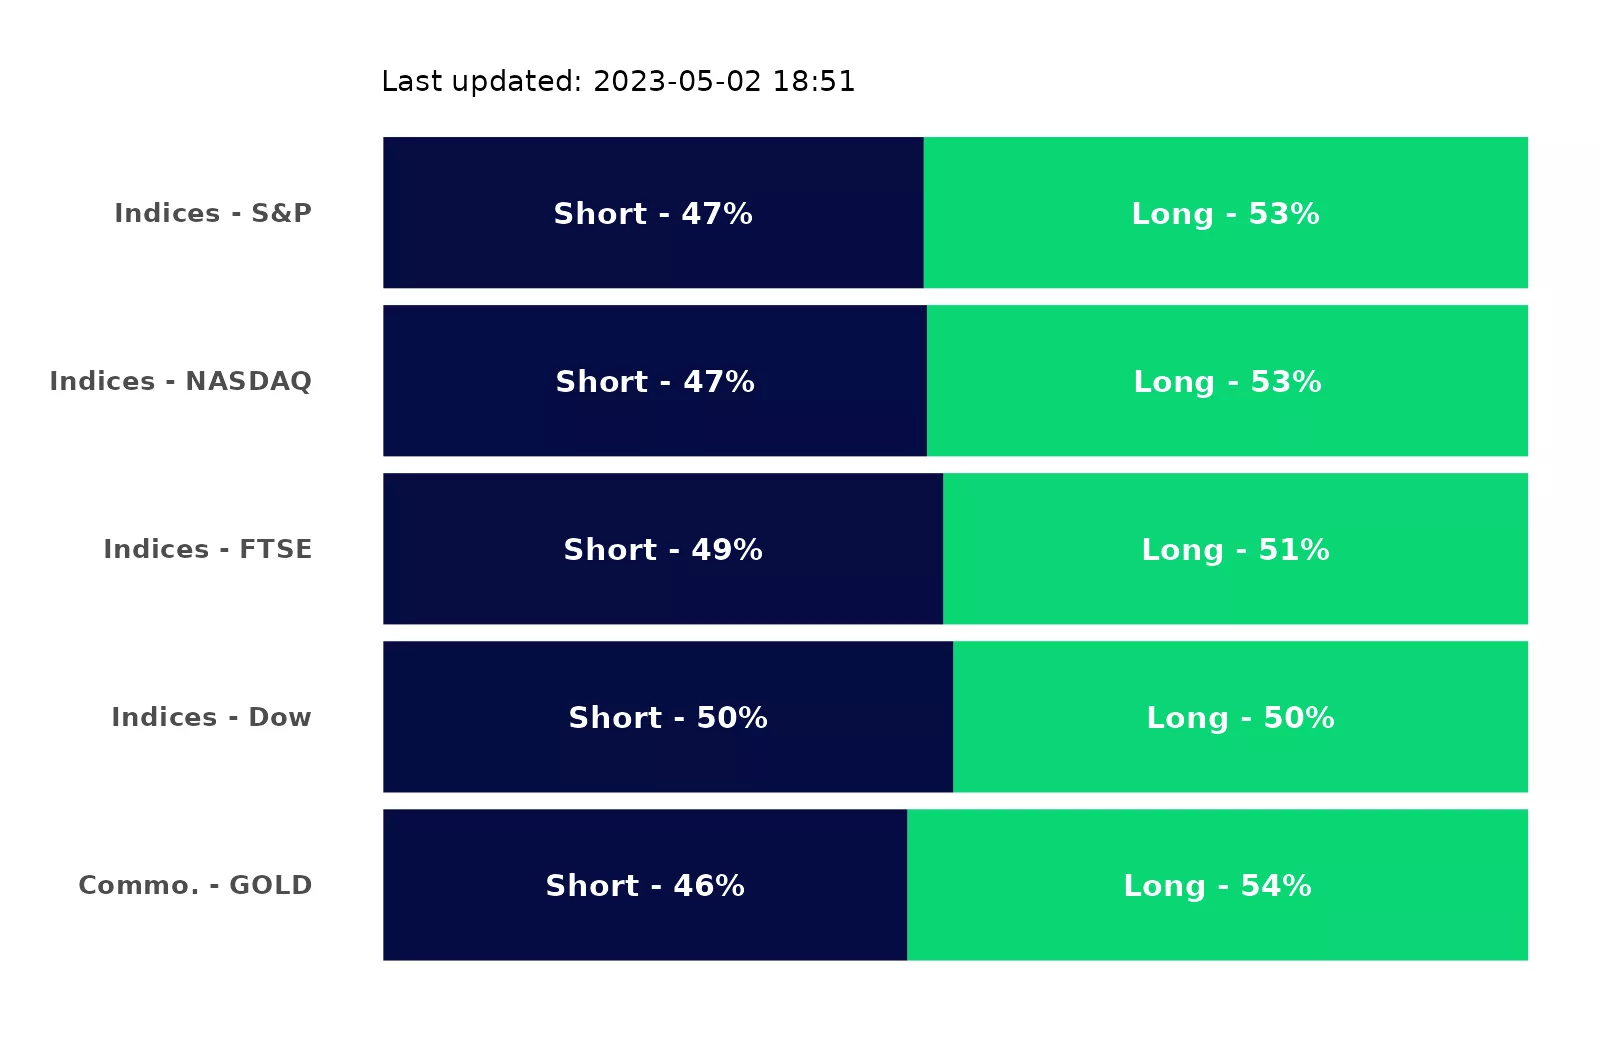 Last updated: 2023-05-02 18:51
Indices - S&P
Short - 47%
Long - 53%
Indices - NASDAQ
Short - 47%
Long - 53%
Indices - FTSE
Short - 49%
Long - 51%
Indices - Dow
Short - 50%
Long - 50%
Commo. - GOLD
Short - 46%
Long - 54%